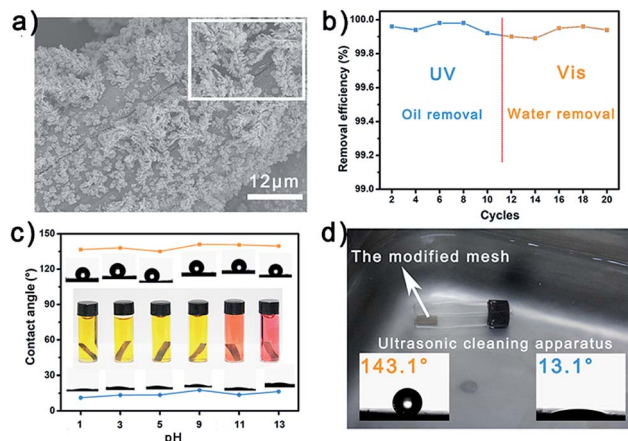 a)
12μm
b)
Removal efficiency (%)
100.0
99.8
99.6
99.4
99.2
99.0
UV
Vis
Oil removal
Water removal
2 4 6 8 10 12 14 16 18 20
Cycles
c)
Contact angle (°)
150
120
90
60
30
0
1 3 5 9 11 13
pH
d)
The modified mesh
Ultrasonic cleaning apparatus
143.1°
13.1°